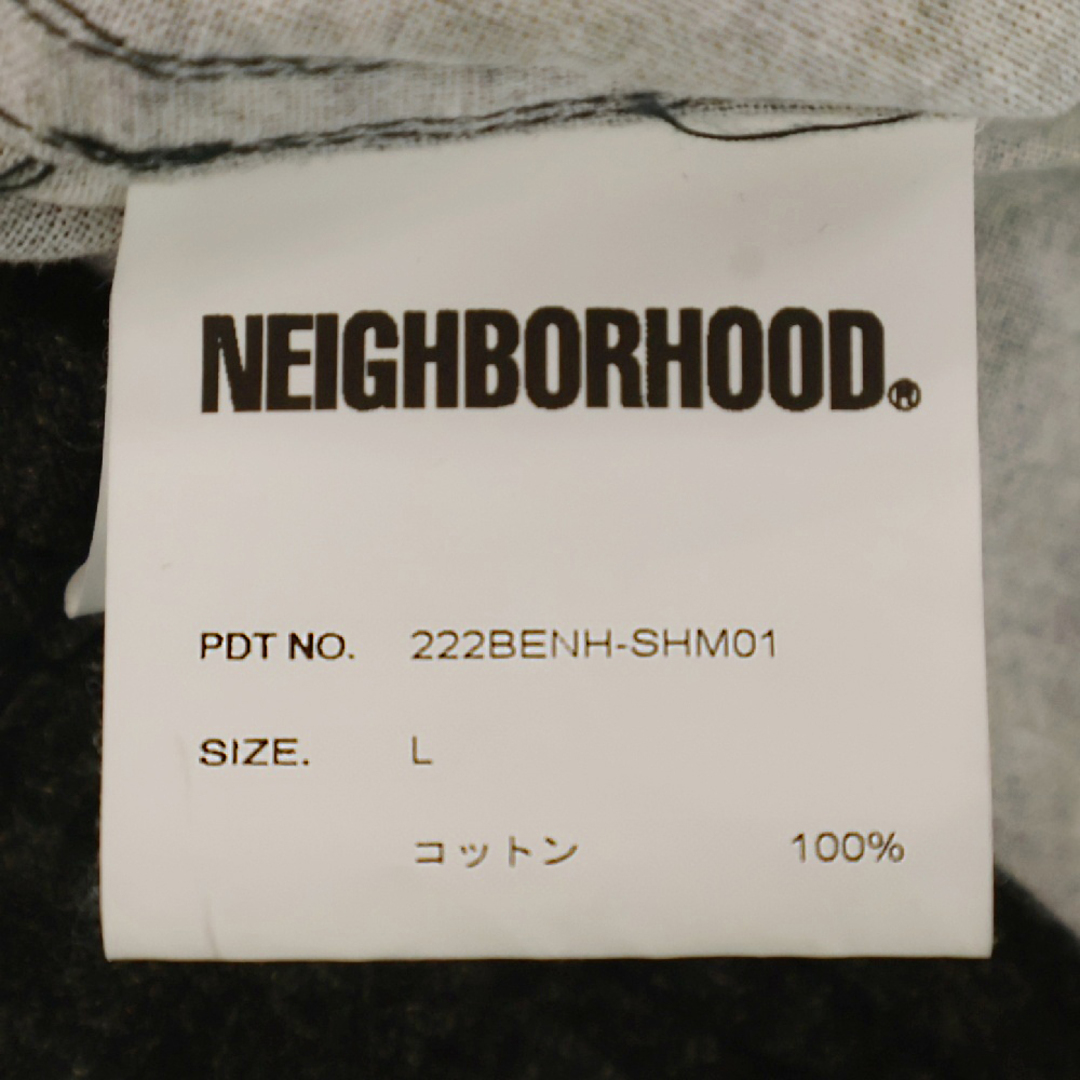 NEIGHBORHOOD®
PDT NO. 222BENH-SHM01
SIZE. L
コットン 100%